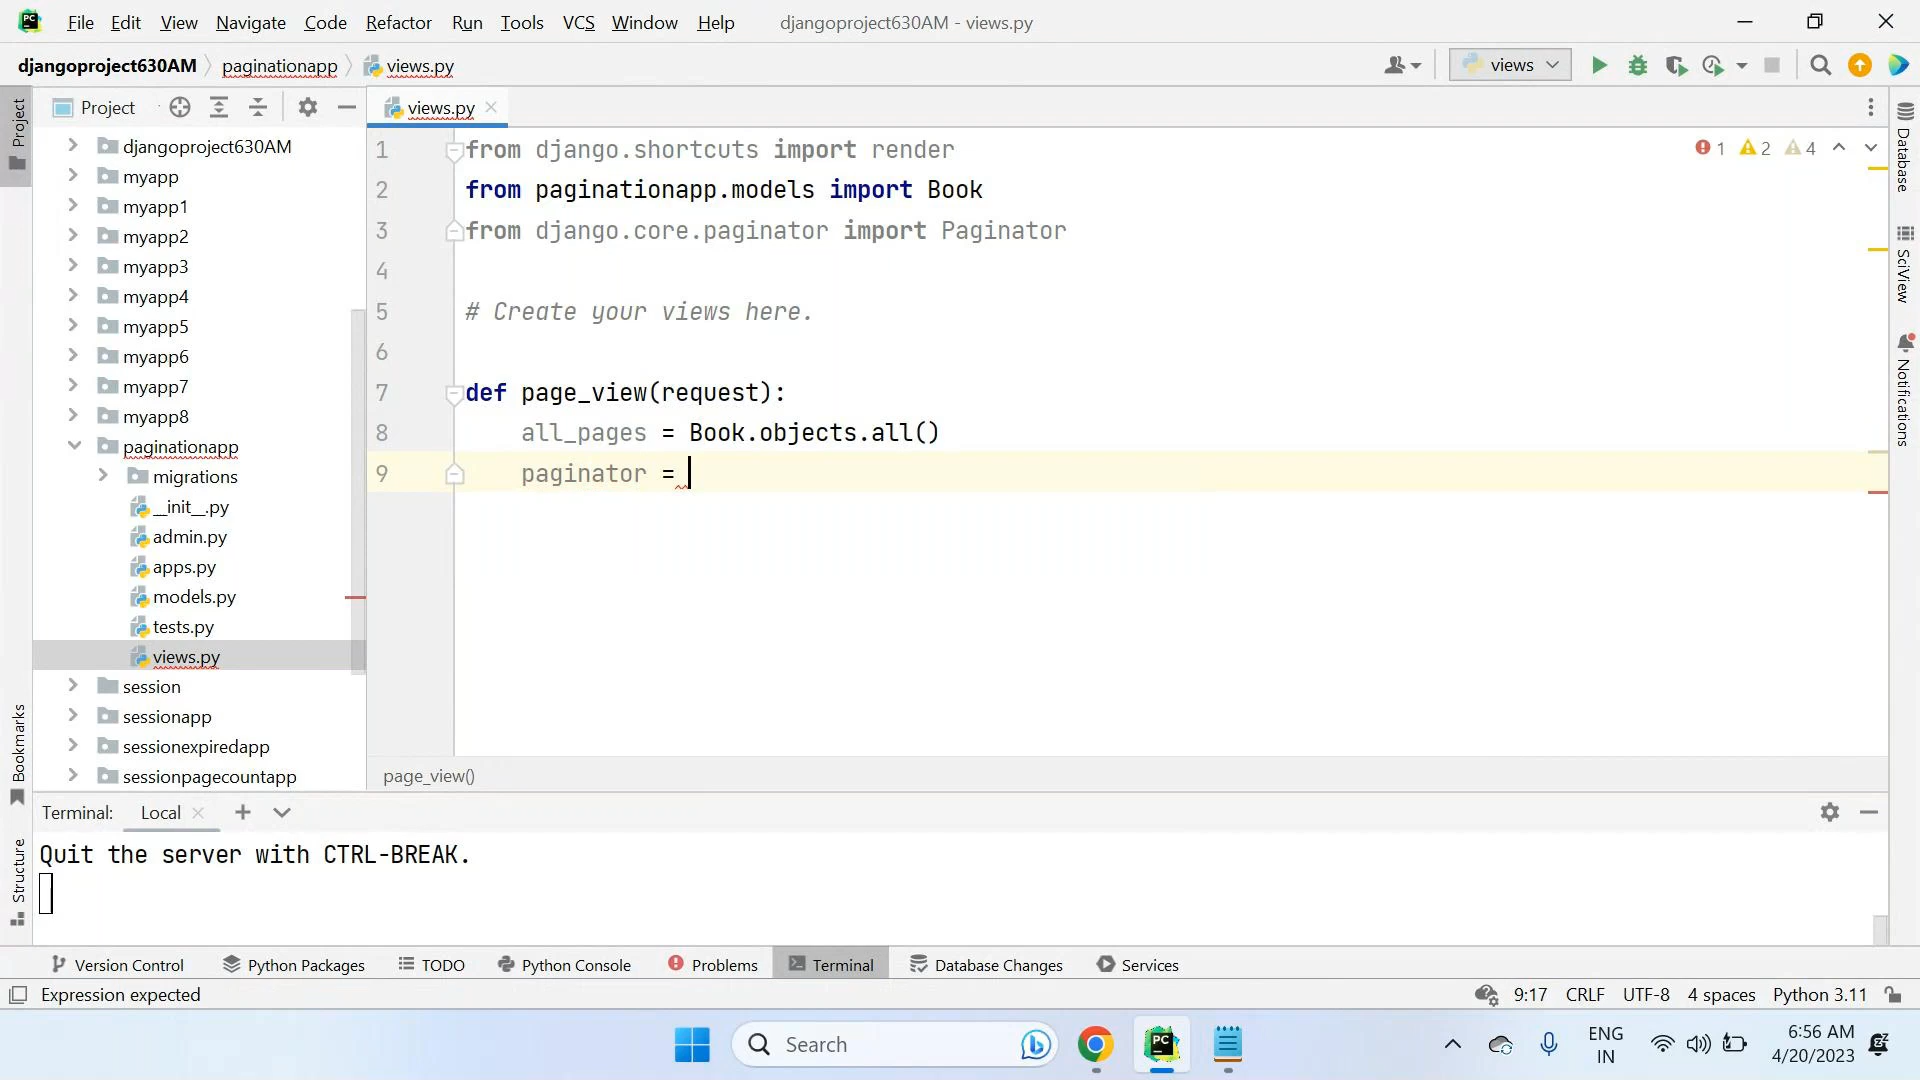 File Edit View Navigate Code Refactor Run Tools VCS Window Help djangoproject630AM - views.py
djangoproject630AM paginationapp views.py
views
Project
Project
views.py
djangoproject630AM
myapp
myapp1
myapp2
myapp3
myapp4
myapp5
myapp6
myapp7
myapp8
paginationapp
migrations
__init__.py
admin.py
apps.py
models.py
tests.py
views.py
session
sessionapp
sessionexpiredapp
sessionpagecountapp
1 from django.shortcuts import render
2 from paginationapp.models import Book
3 from django.core.paginator import Paginator
4
5 # Create your views here.
6
7 def page_view(request):
8 all_pages = Book.objects.all()
9 paginator =
1 2 4
Database
SciView
Notifications
page_view()
Bookmarks
Structure
Terminal: Local
Quit the server with CTRL-BREAK.
Version Control Python Packages TODO Python Console Problems Terminal Database Changes Services
Expression expected 9:17 CRLF UTF-8 4 spaces Python 3.11
Search
PC
PC
ENG
IN
6:56 AM
4/20/2023